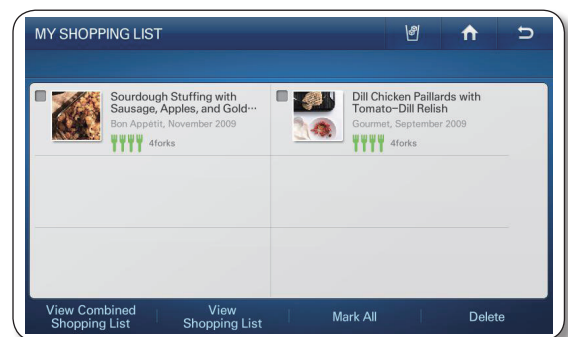 MY SHOPPING LIST
Sourdough Stuffing with
Sausage, Apples, and Gold…
Bon Appétit, November 2009
4forks
Dill Chicken Paillards with
Tomato-Dill Relish
Gourmet, September 2009
4forks
View Combined
Shopping List
View
Shopping List
Mark All
Delete